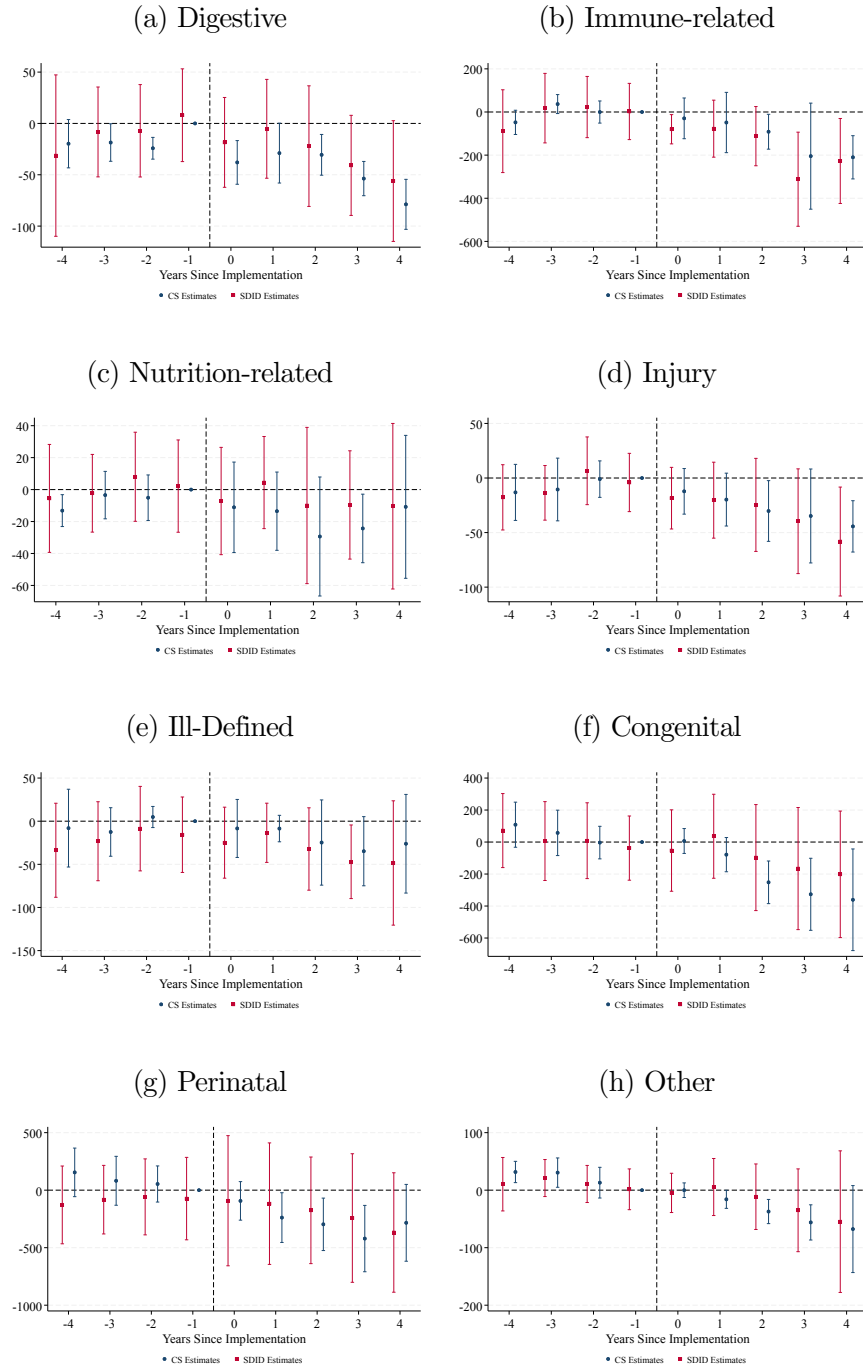 (a) Digestive
50
0
-50
-100
-4 -3 -2 -1 0 1 2 3 4
Years Since Implementation
CS Estimates SDID Estimates
(b) Immune-related
200
0
-200
-400
-600
-4 -3 -2 -1 0 1 2 3 4
Years Since Implementation
CS Estimates SDID Estimates
(c) Nutrition-related
40
20
0
-20
-40
-60
-4 -3 -2 -1 0 1 2 3 4
Years Since Implementation
CS Estimates SDID Estimates
(d) Injury
50
0
-50
-100
-4 -3 -2 -1 0 1 2 3 4
Years Since Implementation
CS Estimates SDID Estimates
(e) Ill-Defined
50
0
-50
-100
-150
-4 -3 -2 -1 0 1 2 3 4
Years Since Implementation
CS Estimates SDID Estimates
(f) Congenital
400
200
0
-200
-400
-600
-4 -3 -2 -1 0 1 2 3 4
Years Since Implementation
CS Estimates SDID Estimates
(g) Perinatal
500
0
-500
-1000
-4 -3 -2 -1 0 1 2 3 4
Years Since Implementation
CS Estimates SDID Estimates
(h) Other
100
0
-100
-200
-4 -3 -2 -1 0 1 2 3 4
Years Since Implementation
CS Estimates SDID Estimates